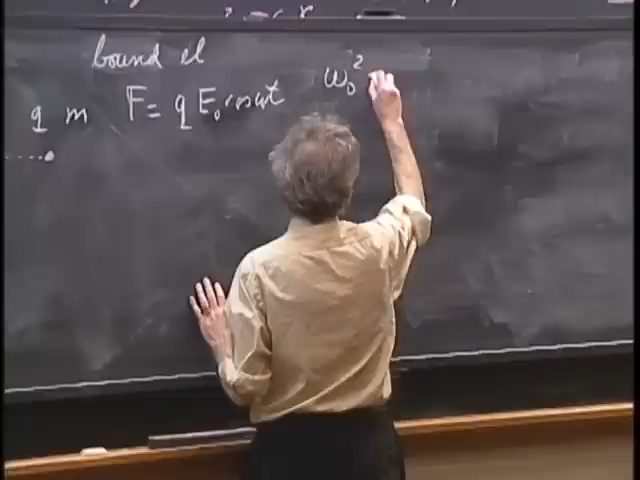 bound el
q m F = q E₀ cos ωt ω₀²